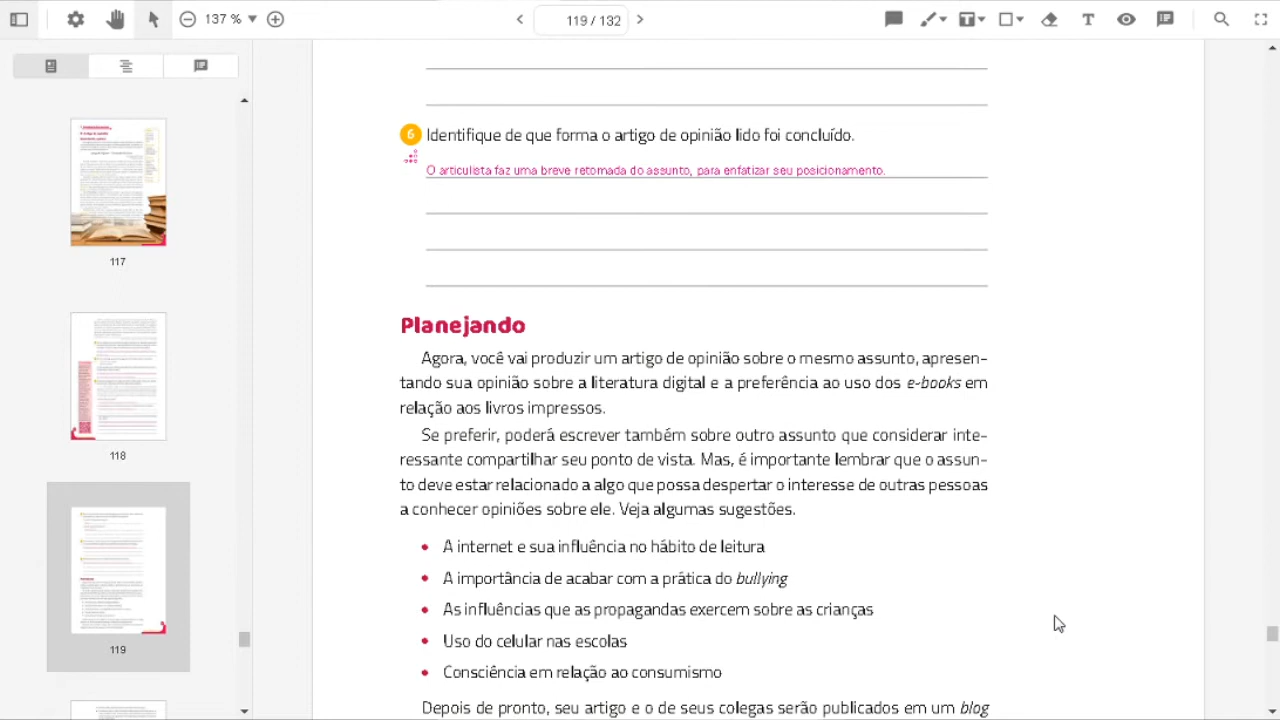 137 %
119 / 132
117
118
119
6 Identifique de que forma o artigo de opinião lido foi concluído.
O articulista faz questionamentos sobre o assunto, para enfatizar seu posicionamento.
Planejando
Agora, você produzirá um artigo de opinião sobre o mesmo assunto, apresen-
tando sua opinião acerca da leitura digital e a preferência do uso dos e-books em
relação aos livros impressos.
Se preferir, poderá escrever também sobre outro assunto que considerar inte-
ressante compartilhar seu ponto de vista. Mas, é importante lembrar que o assun-
to deve estar relacionado a algo que possa despertar o interesse de outras pessoas
a conhecer opiniões sobre ele. Veja algumas sugestões:
• A internet e sua influência no hábito de leitura
• A importância de acabar com a prática do bullying
• As influências que as propagandas exercem sobre as crianças
• Uso do celular nas escolas
• Consciência em relação ao consumismo
Depois de pronto, seu artigo e os de seus colegas serão publicados em um blog